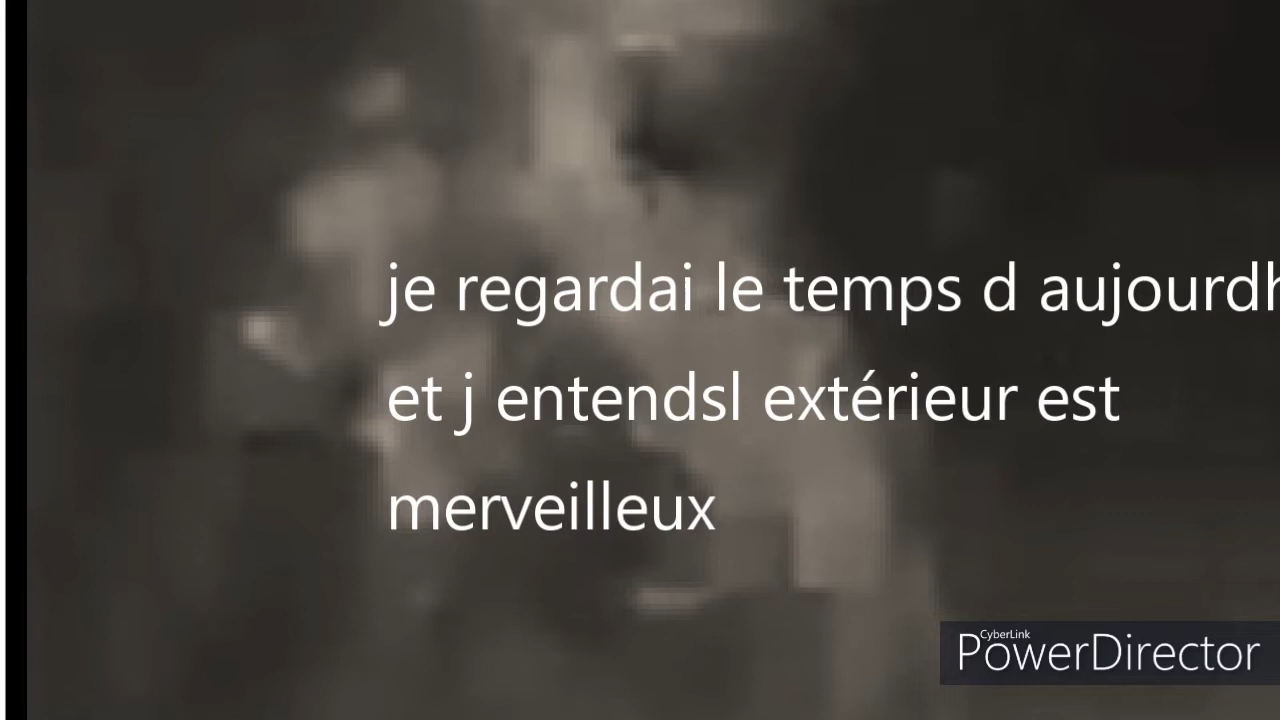 je regardai le temps d aujourdh
et j entendsl extérieur est
merveilleux
CyberLink
PowerDirector